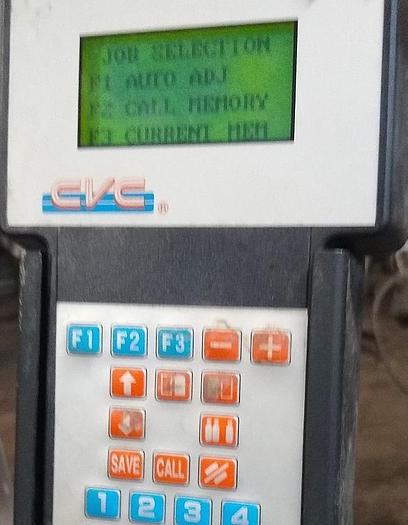 JOB SELECTION
F1 AUTO ADJ
F2 CALL MEMORY
F3 CURRENT MEM
CVC ®
F1 F2 F3 - +
SAVE CALL
1 2 3 4